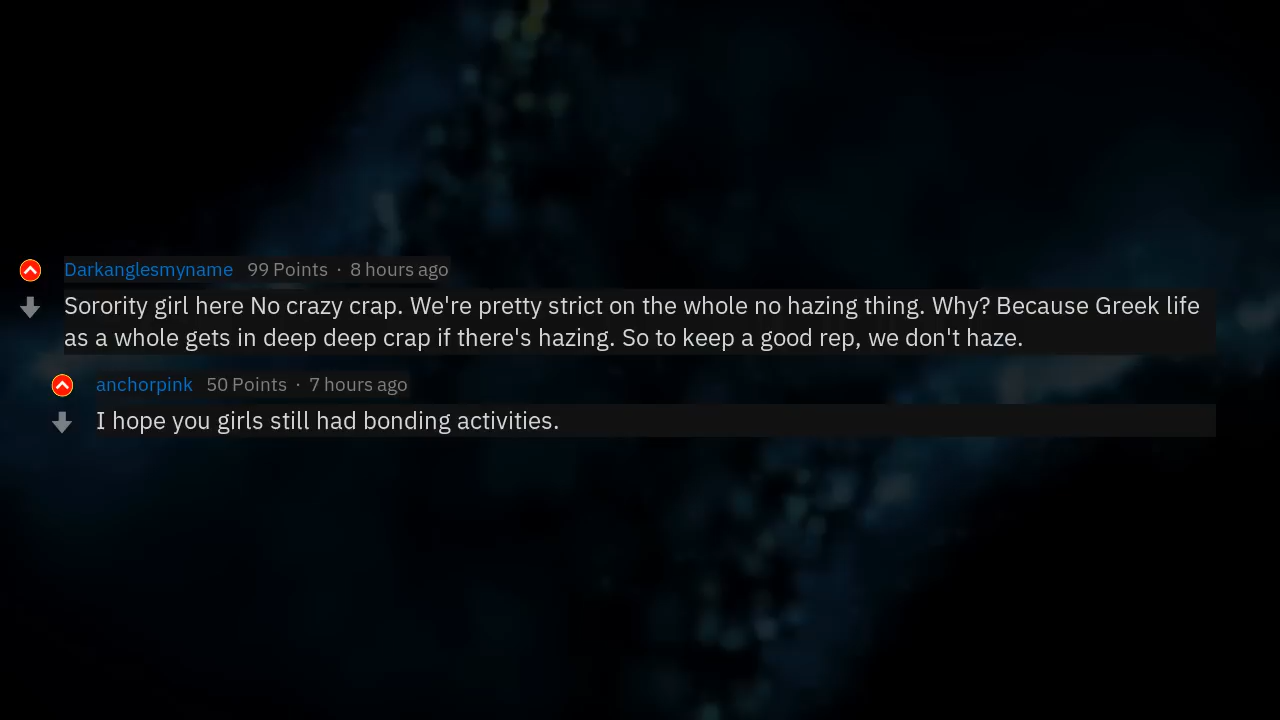 Darkanglesmyname 99 Points · 8 hours ago
Sorority girl here No crazy crap. We're pretty strict on the whole no hazing thing. Why? Because Greek life
as a whole gets in deep deep crap if there's hazing. So to keep a good rep, we don't haze.
anchorpink 50 Points · 7 hours ago
I hope you girls still had bonding activities.